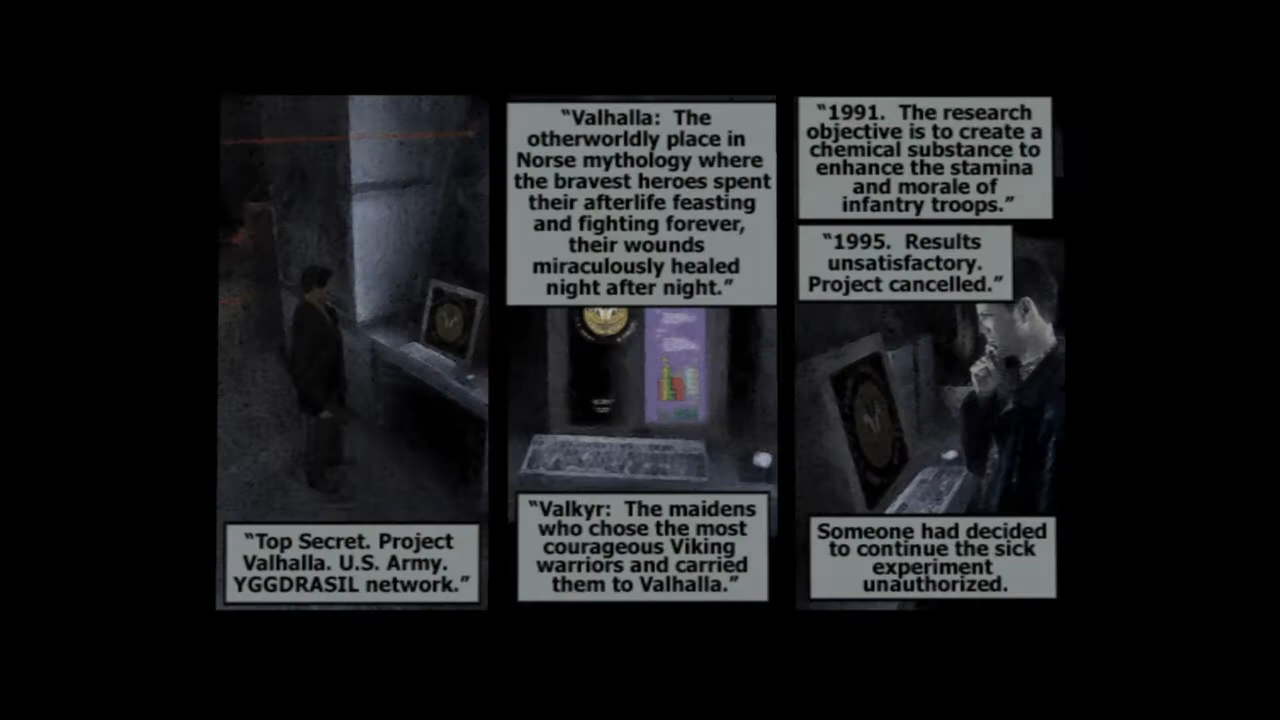 “Top Secret. Project
Valhalla. U.S. Army.
YGGDRASIL network.”
“Valhalla: The
otherworldly place in
Norse mythology where
the bravest heroes spent
their afterlife feasting
and fighting forever,
their wounds
miraculously healed
night after night.”
“Valkyr: The maidens
who chose the most
courageous Viking
warriors and carried
them to Valhalla.”
“1991. The research
objective is to create a
chemical substance to
enhance the stamina
and morale of
infantry troops.”
“1995. Results
unsatisfactory.
Project cancelled.”
Someone had decided
to continue the sick
experiment
unauthorized.